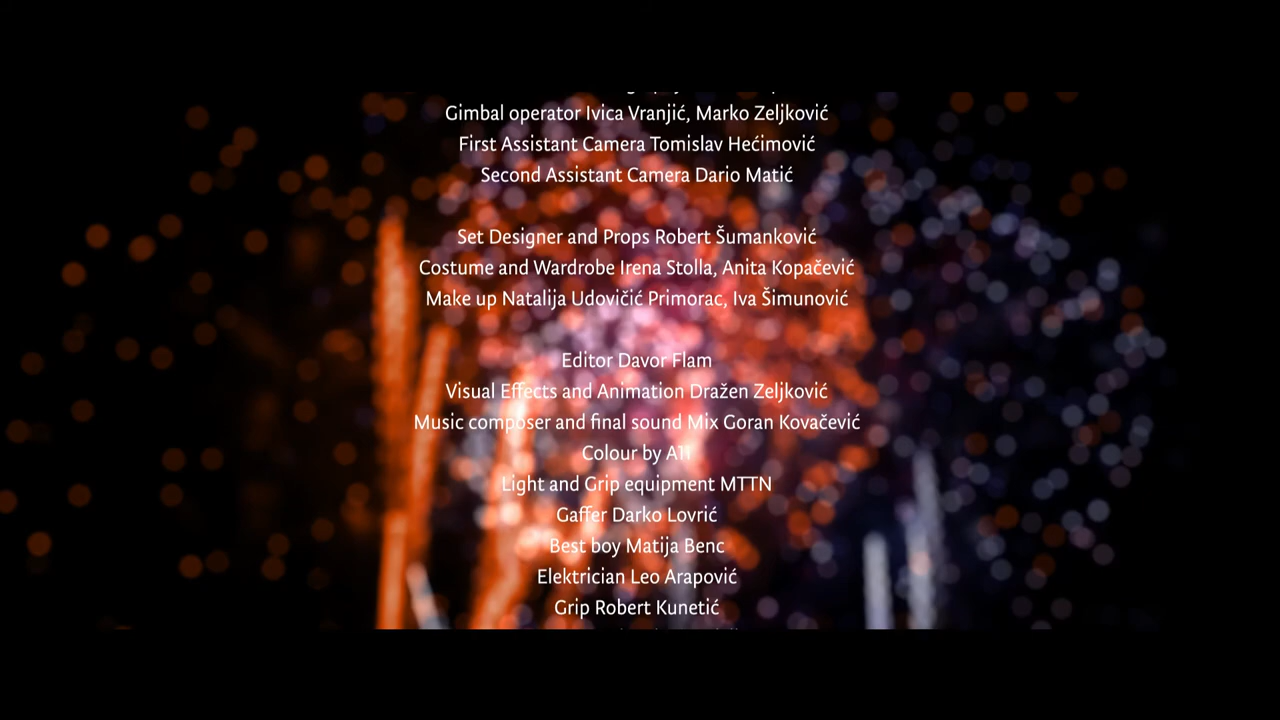 Gimbal operator Ivica Vranjić, Marko Zeljković
First Assistant Camera Tomislav Hećimović
Second Assistant Camera Dario Matić
Set Designer and Props Robert Šumanković
Costume and Wardrobe Irena Stolla, Anita Kopačević
Make up Natalija Udovičić Primorac, Iva Šimunović
Editor Davor Flam
Visual Effects and Animation Dražen Zeljković
Music composer and final sound Mix Goran Kovačević
Colour by A11
Light and Grip equipment MTTN
Gaffer Darko Lovrić
Best boy Matija Benc
Elektrician Leo Arapović
Grip Robert Kunetić